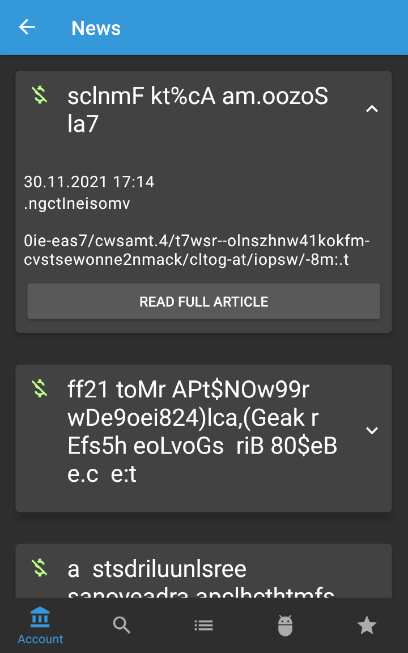 News
sclnmF kt%cA am.oozoS
la7
30.11.2021 17:14
.ngctlneisomv
0ie-eas7/cwsamt.4/t7wsr--olnszhnw41kokfm-
cvstsewonne2nmack/cltog-at/iopsw/-8m:.t
READ FULL ARTICLE
ff21 toMr APt$NOw99r
wDe9oei824)lca,(Geak r
Efs5h eoLvoGs  riB 80$eB
e.c  e:t
a  stsdriluunlsree
sanoveadra apclhcthtmfs
Account